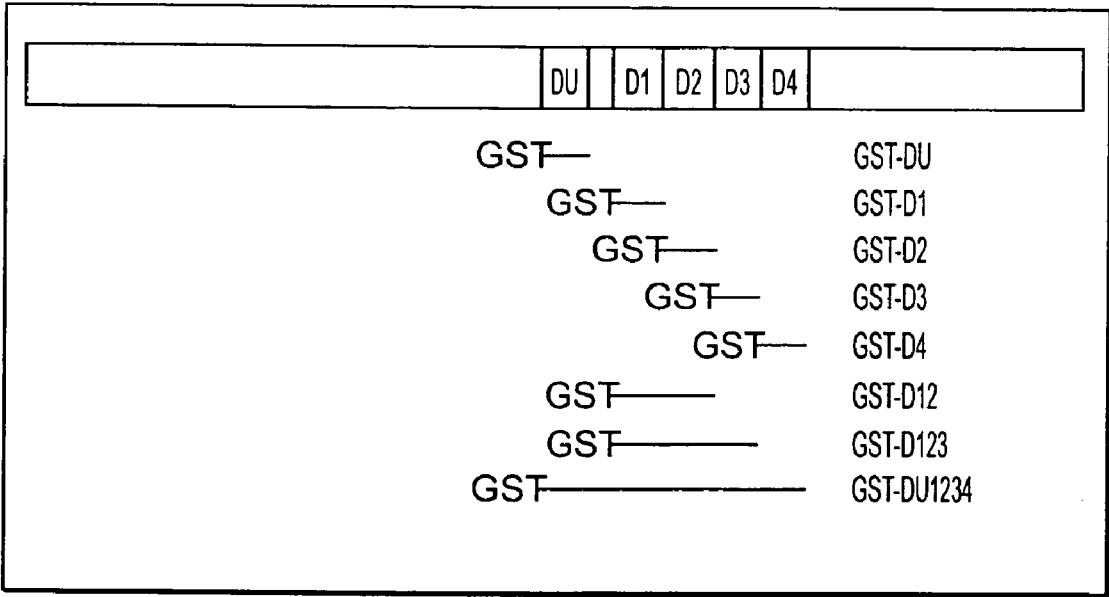 DU D1 D2 D3 D4
GST GST-DU
GST GST-D1
GST GST-D2
GST GST-D3
GST GST-D4
GST GST-D12
GST GST-D123
GST GST-DU1234